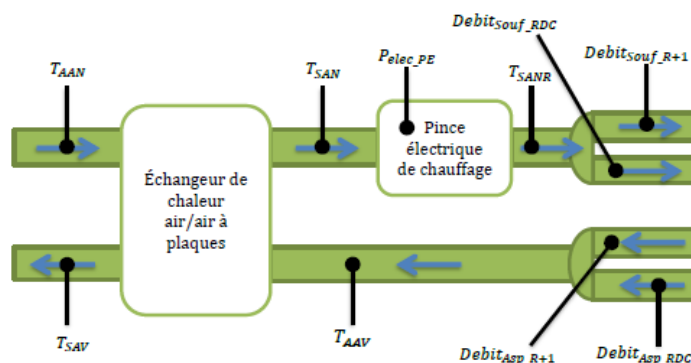 Debit_Souf_RDC
Debit_Souf_R+1
T_AAN
T_SAN
P_elec_PE
T_SANR
Pince
électrique
de chauffage
Échangeur de
chaleur
air/air à
plaques
T_SAV
T_AAV
Debit_Asp_R+1
Debit_Asp_RDC